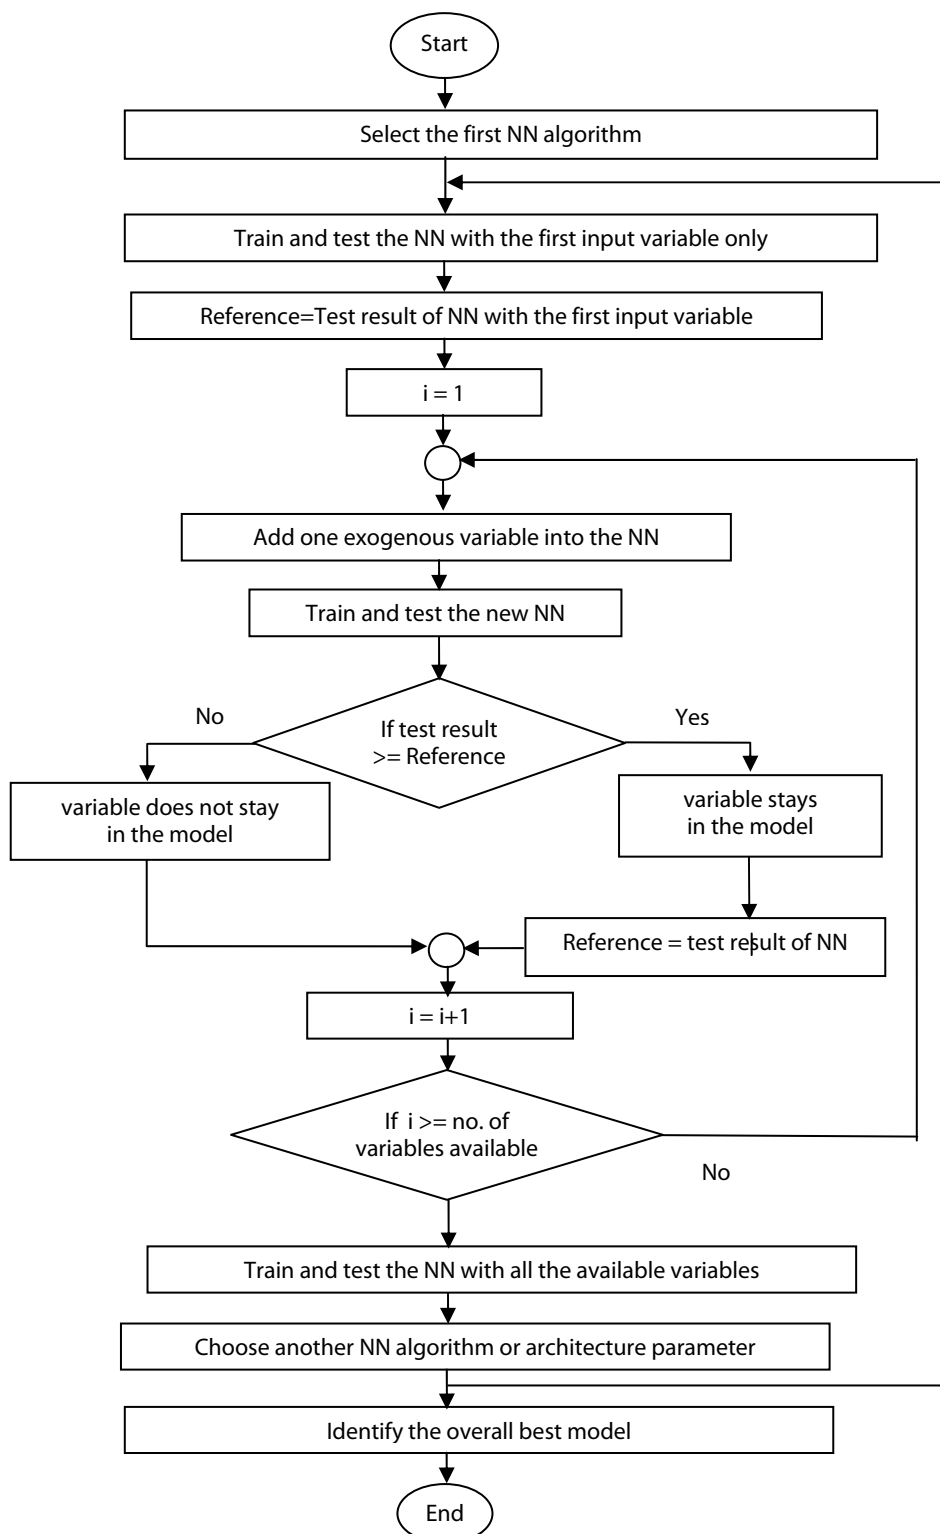 Start
Select the first NN algorithm
Train and test the NN with the first input variable only
Reference=Test result of NN with the first input variable
i = 1
Add one exogenous variable into the NN
Train and test the new NN
No
Yes
If test result
>= Reference
variable does not stay
in the model
variable stays
in the model
Reference = test result of NN
i = i+1
If i >= no. of
variables available
No
Train and test the NN with all the available variables
Choose another NN algorithm or architecture parameter
Identify the overall best model
End